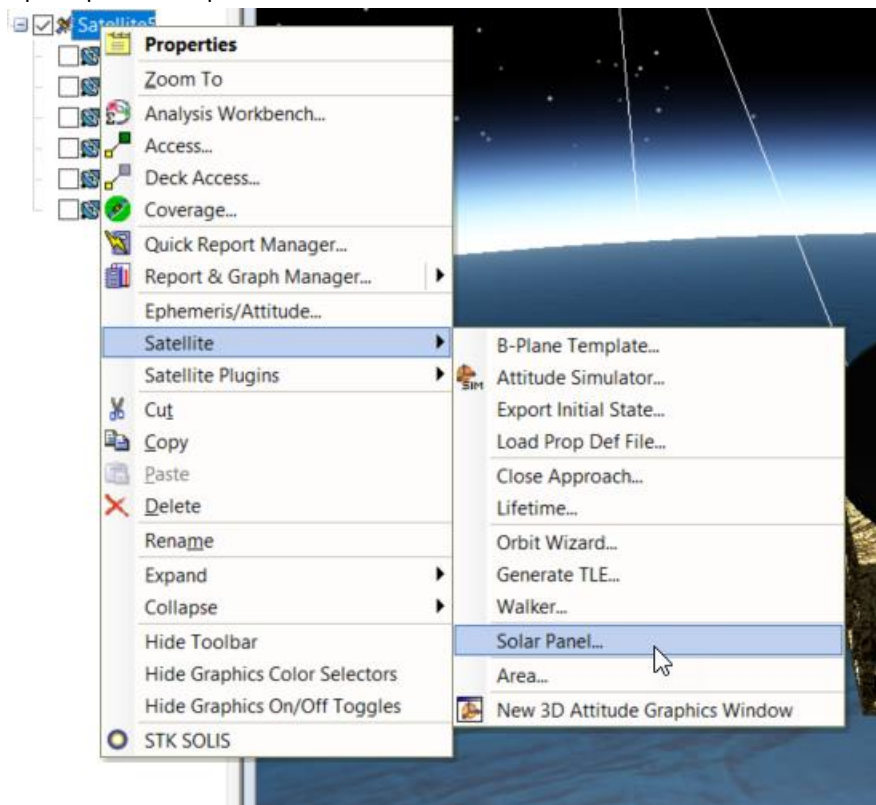 Satellite5
Properties
Zoom To
Analysis Workbench...
Access...
Deck Access...
Coverage...
Quick Report Manager...
Report & Graph Manager...
Ephemeris/Attitude...
Satellite
Satellite Plugins
Cut
Copy
Paste
Delete
Rename
Expand
Collapse
Hide Toolbar
Hide Graphics Color Selectors
Hide Graphics On/Off Toggles
STK SOLIS
B-Plane Template...
SIM
Attitude Simulator...
Export Initial State...
Load Prop Def File...
Close Approach...
Lifetime...
Orbit Wizard...
Generate TLE...
Walker...
Solar Panel...
Area...
New 3D Attitude Graphics Window